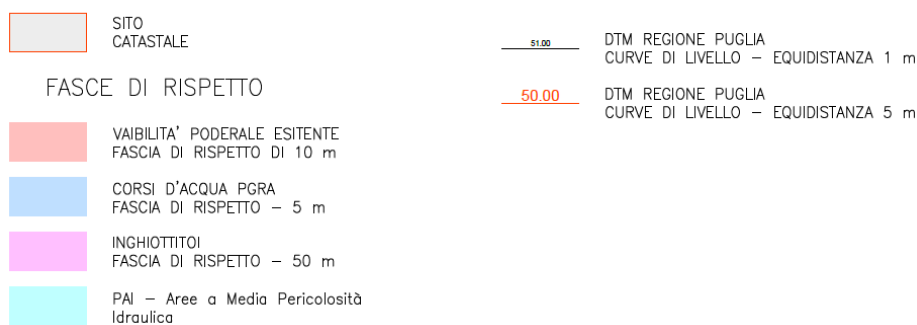 SITO
CATASTALE
FASCE DI RISPETTO
VAIBILITA' PODERALE ESITENTE
FASCIA DI RISPETTO DI 10 m
CORSI D'ACQUA PGRA
FASCIA DI RISPETTO – 5 m
INGHIOTTITOI
FASCIA DI RISPETTO – 50 m
PAI – Aree a Media Pericolosità
Idraulica
51.00
DTM REGIONE PUGLIA
CURVE DI LIVELLO – EQUIDISTANZA 1 m
50.00
DTM REGIONE PUGLIA
CURVE DI LIVELLO – EQUIDISTANZA 5 m